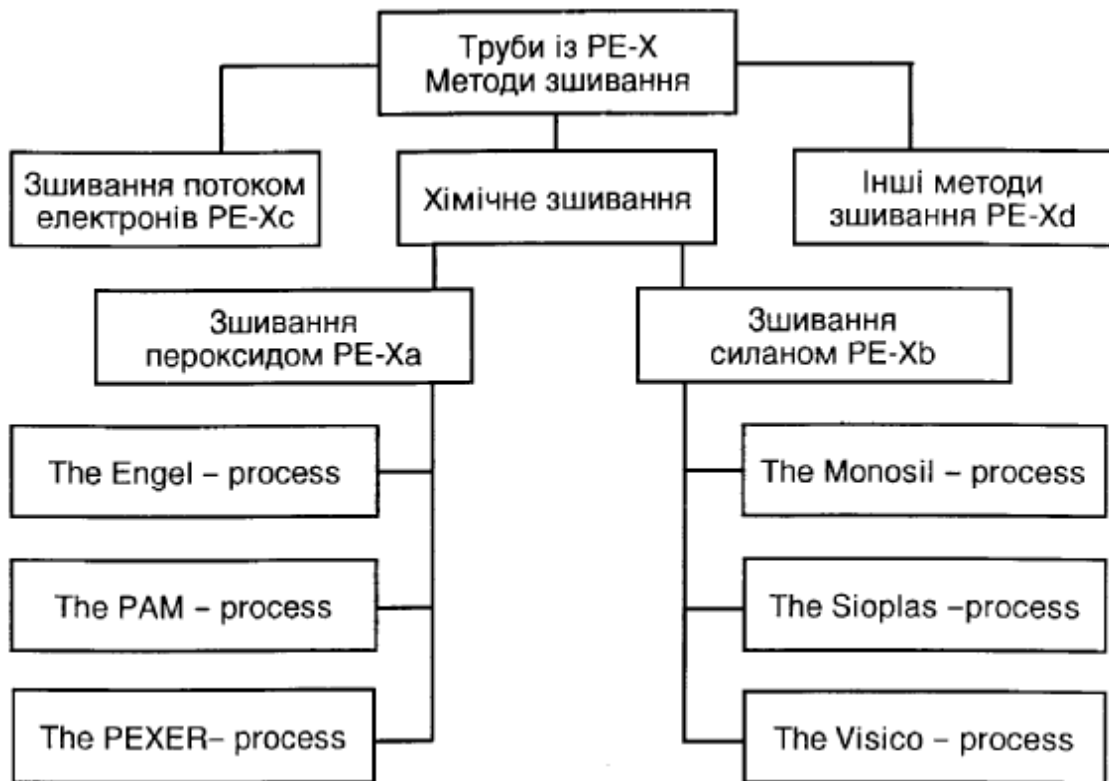 Труби із PE-X
Методи зшивання
Зшивання потоком
електронів PE-Xc
Хімічне зшивання
Інші методи
зшивання PE-Xd
Зшивання
пероксидом PE-Xa
Зшивання
силаном PE-Xb
The Engel – process
The Monosil – process
The PAM – process
The Sioplas –process
The PEXER– process
The Visico – process